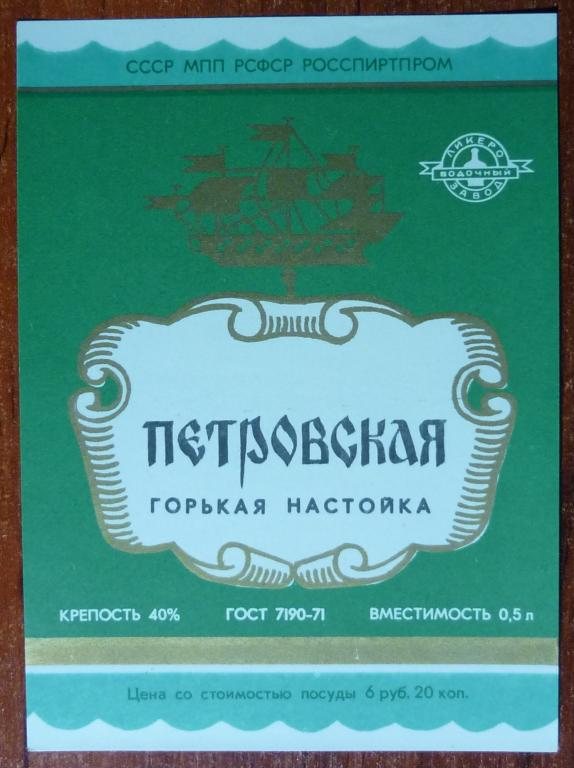 СССР МПП РСФСР РОССПИРТПРОМ
ЛИКЕРО
ВОДОЧНЫЙ
ЗАВОД
ПЕТРОВСКАЯ
ГОРЬКАЯ НАСТОЙКА
КРЕПОСТЬ 40% ГОСТ 7190-71 ВМЕСТИМОСТЬ 0,5 л
Цена со стоимостью посуды 6 руб. 20 коп.